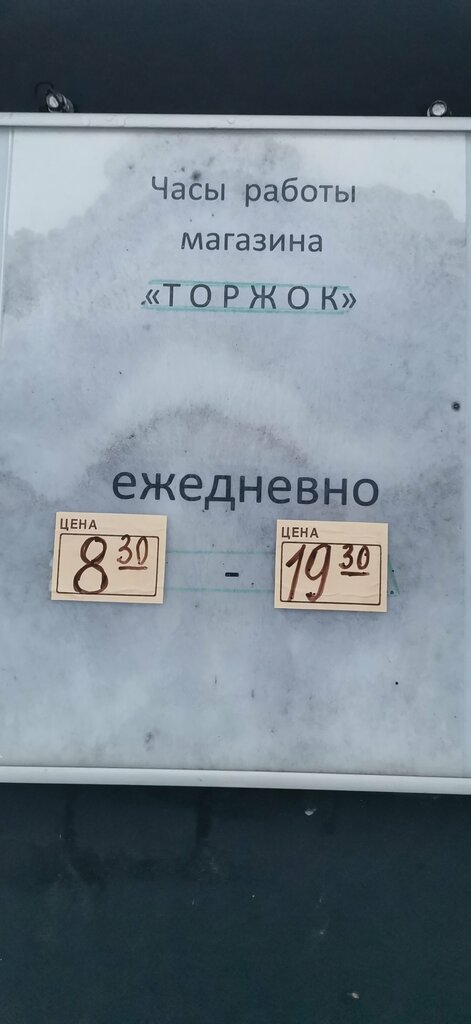 Часы работы
магазина
«ТОРЖОК»
ежедневно
ЦЕНА ЦЕНА
8 30 - 19 30